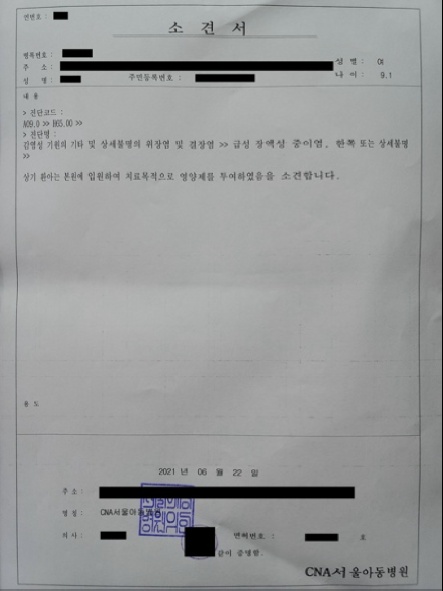 연번호 :
소 견 서
병록번호 :
주 소 : 성 별 : 여
성 명 : 주민등록번호 : 나 이 : 9.1
내 용
> 진단코드 :
A09.0 >> H65.00 >>
> 진단명 :
감염성 기원의 기타 및 상세불명의 위장염 및 결장염 >> 급성 장액성 중이염, 한쪽 또는 상세불명
>>
상기 환아는 본원에 입원하여 치료목적으로 영양제를 투여하였음을 소견합니다.
용 도
2021 년 06 월 22 일
주 소 :
명 칭 : CNA서울아동병원
의 사 : 면허번호 : 호
같이 증명함.
CNA서울아동병원